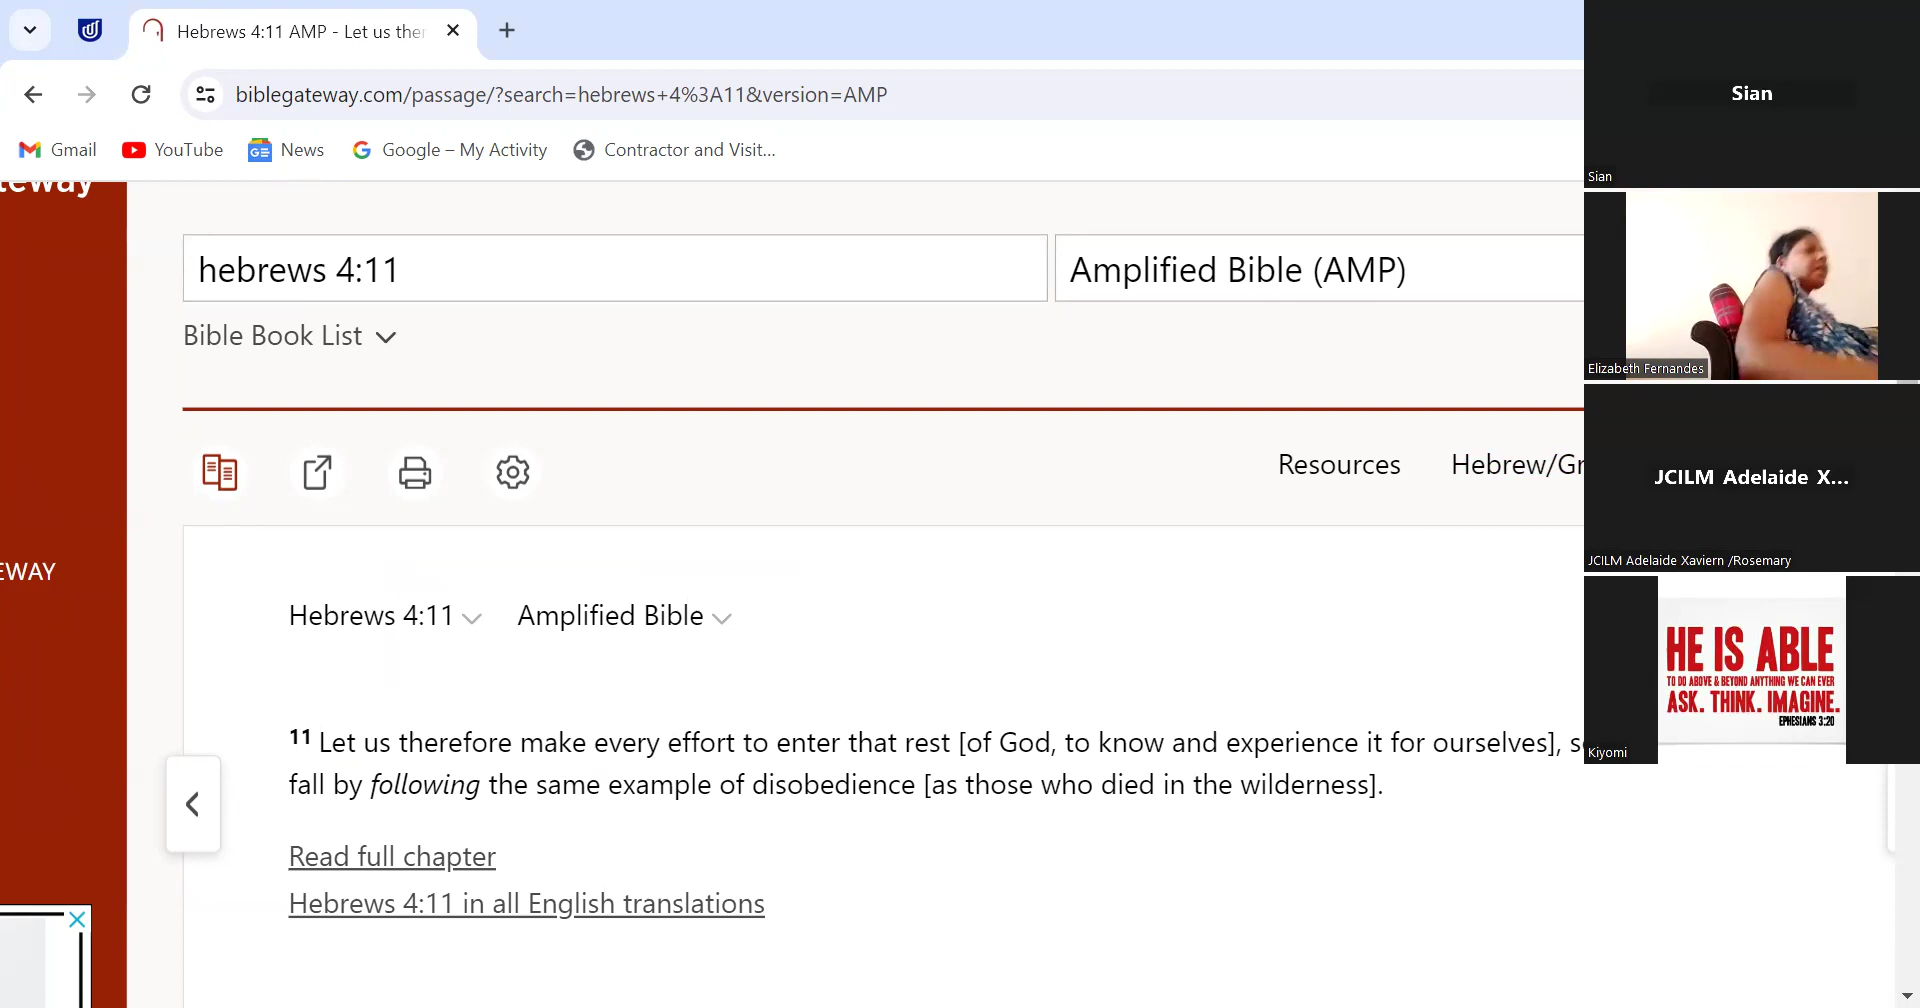 Hebrews 4:11 AMP - Let us ther
biblegateway.com/passage/?search=hebrews+4%3A11&version=AMP
Gmail YouTube News Google – My Activity Contractor and Visit...
teway
hebrews 4:11 Amplified Bible (AMP)
Bible Book List
Resources Hebrew/Gr
EWAY
Hebrews 4:11 Amplified Bible
11 Let us therefore make every effort to enter that rest [of God, to know and experience it for ourselves], s
fall by following the same example of disobedience [as those who died in the wilderness].
Read full chapter
Hebrews 4:11 in all English translations
Sian
Sian
Elizabeth Fernandes
JCILM Adelaide X...
JCILM Adelaide Xaviern /Rosemary
HE IS ABLE
TO DO ABOVE & BEYOND ANYTHING WE CAN EVER
ASK. THINK. IMAGINE.
EPHESIANS 3:20
Kiyomi